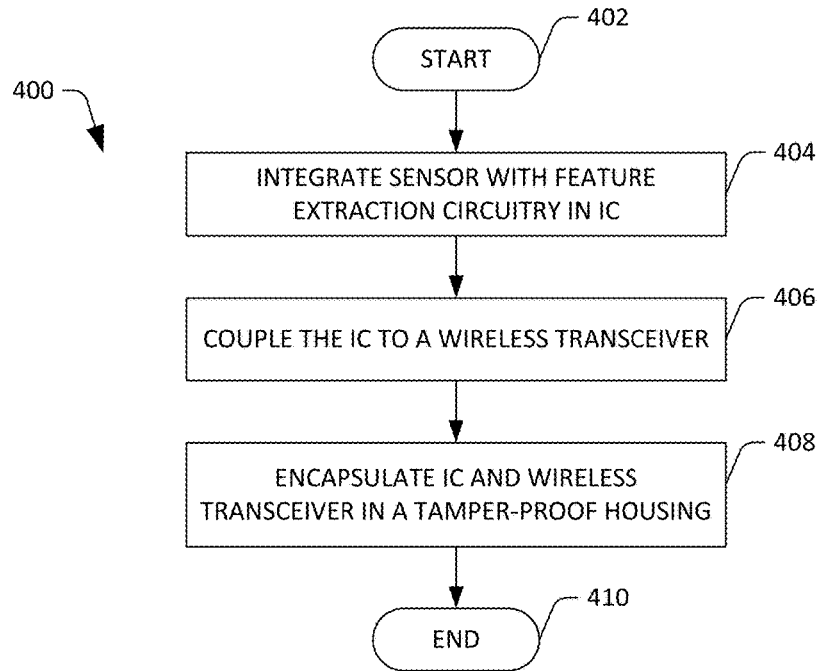 402
START
400
404
INTEGRATE SENSOR WITH FEATURE
EXTRACTION CIRCUITRY IN IC
406
COUPLE THE IC TO A WIRELESS TRANSCEIVER
408
ENCAPSULATE IC AND WIRELESS
TRANSCEIVER IN A TAMPER-PROOF HOUSING
410
END